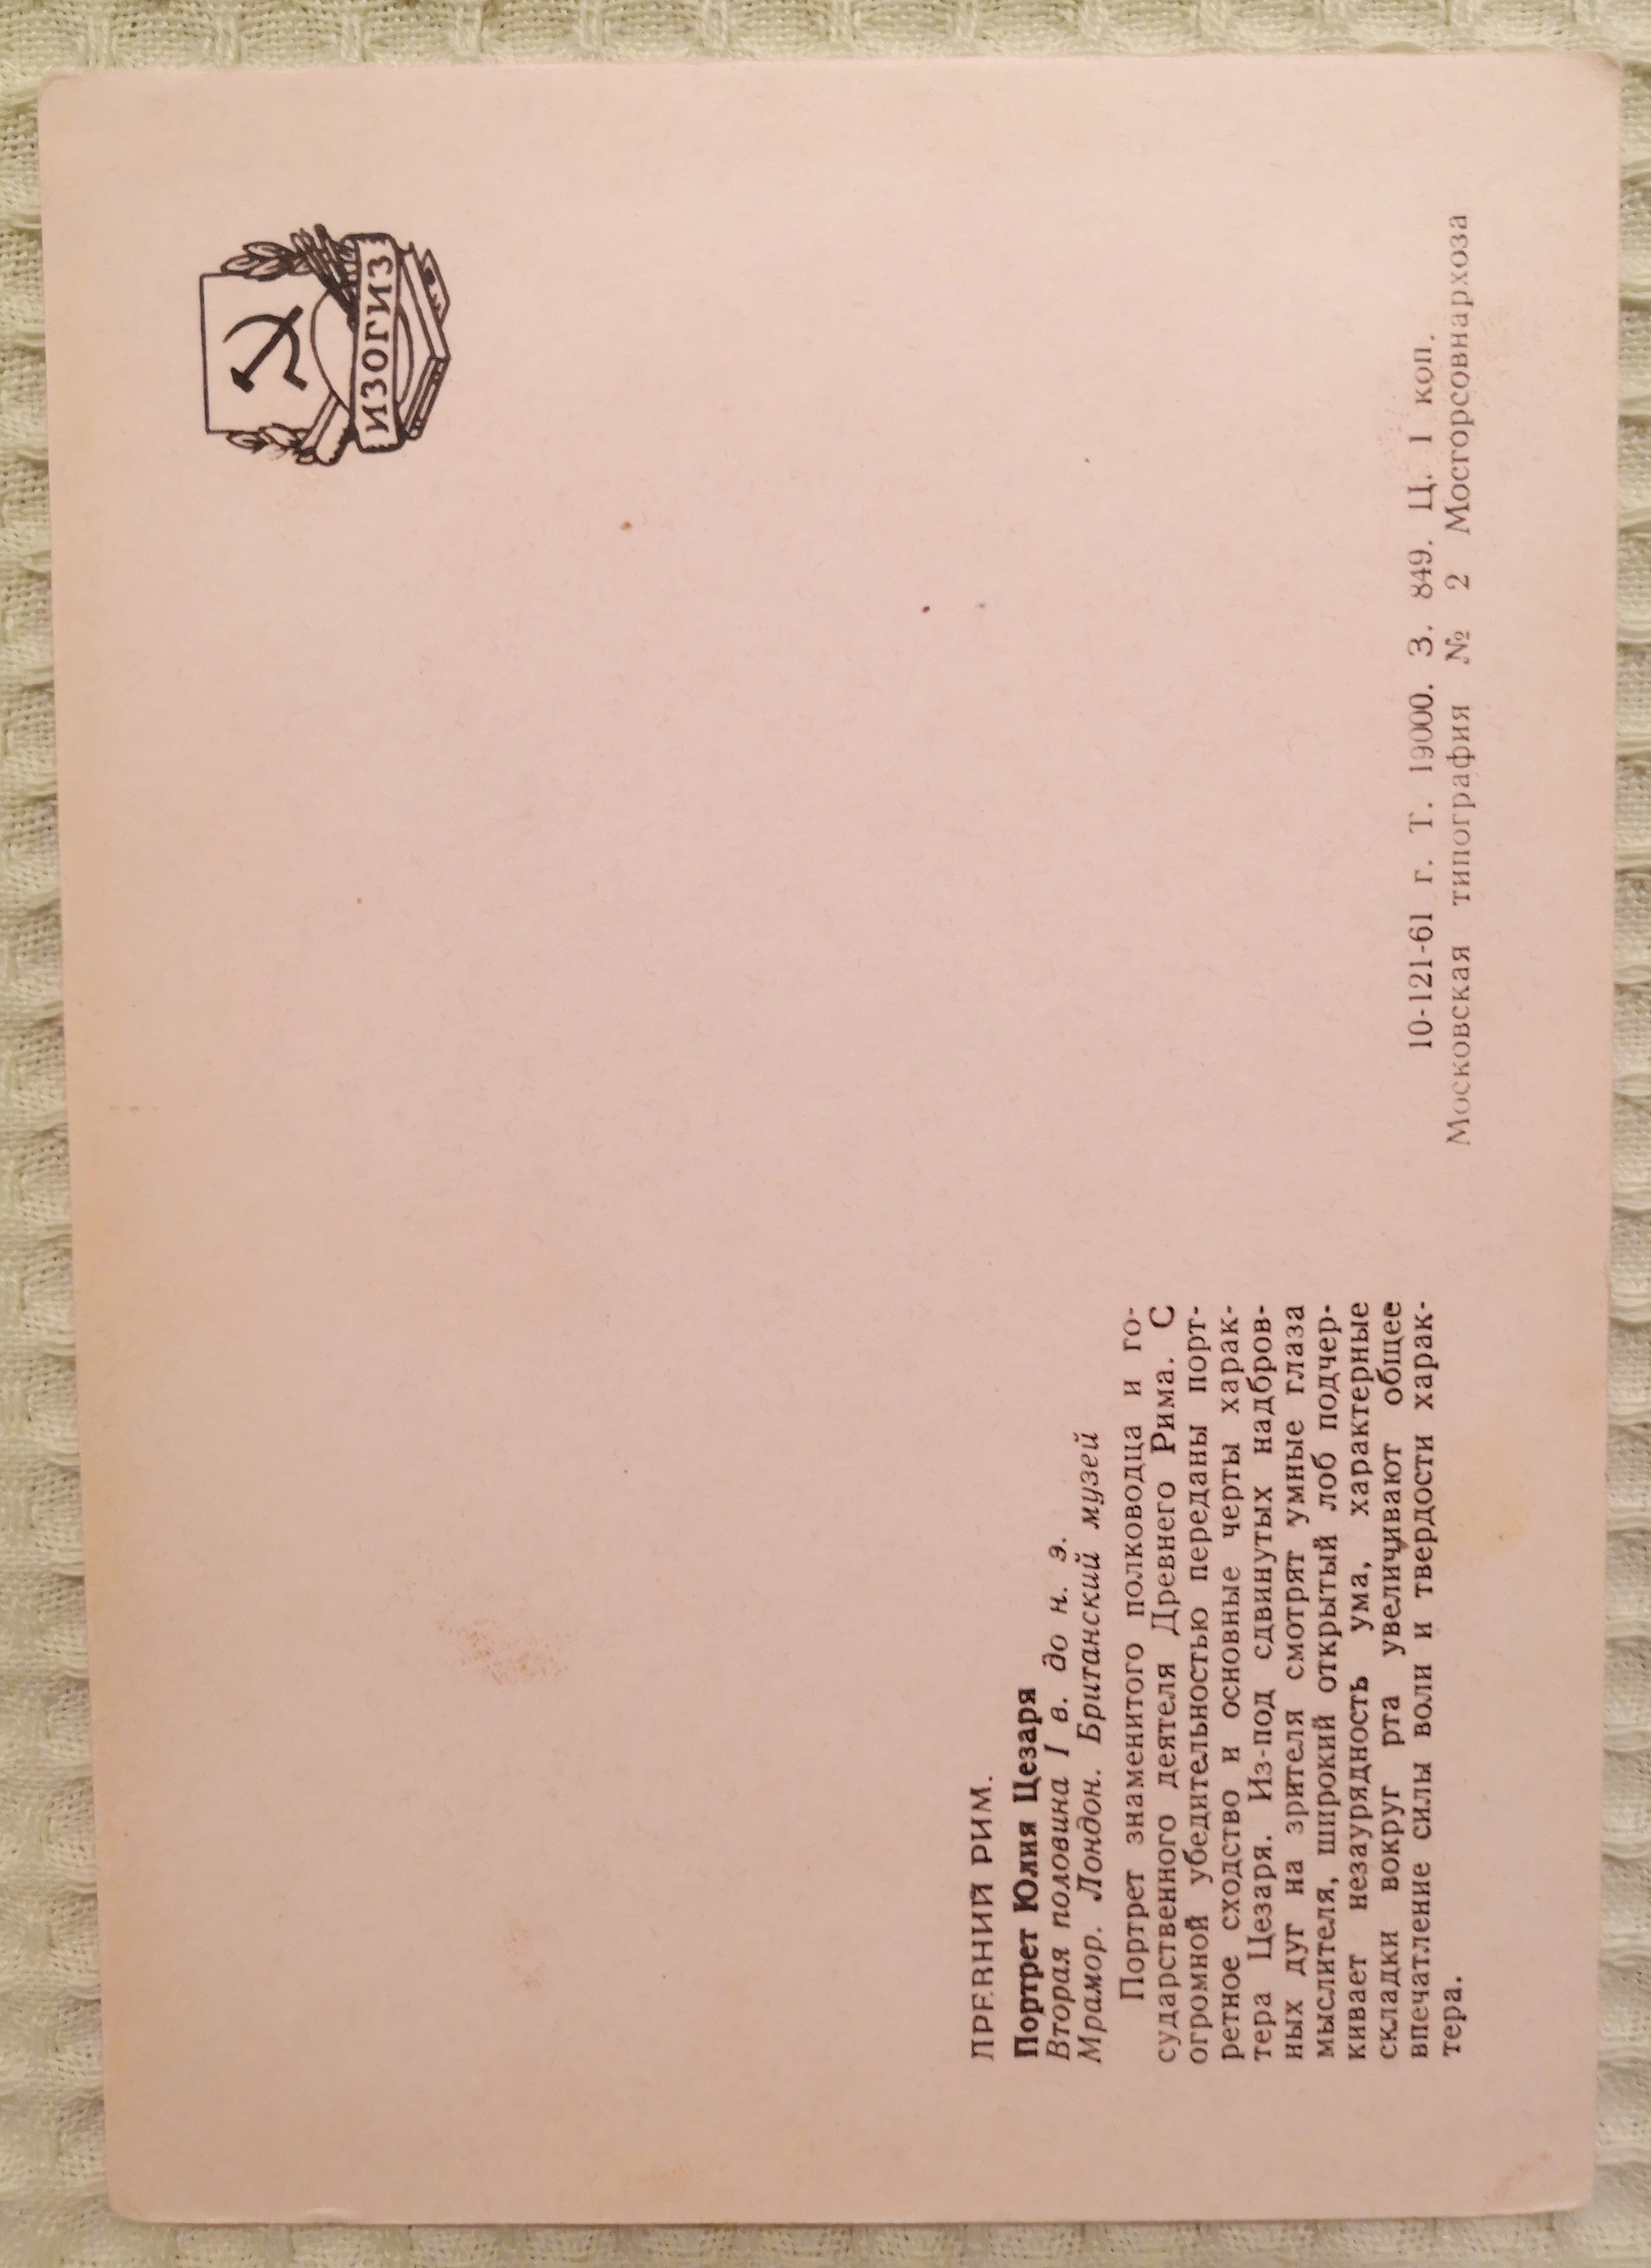 ИЗОГИЗ
ДРЕВНИЙ РИМ.
Портрет Юлия Цезаря
Вторая половина I в. до н. э.
Мрамор. Лондон. Британский музей
Портрет знаменитого полководца и го-
сударственного деятеля Древнего Рима. С
огромной убедительностью переданы порт-
ретное сходство и основные черты харак-
тера Цезаря. Из-под сдвинутых надбров-
ных дуг на зрителя смотрят умные глаза
мыслителя, широкий открытый лоб подчер-
кивает незаурядность ума, характерные
складки вокруг рта увеличивают общее
впечатление силы воли и твердости харак-
тера.
10-121-61 г. Т. 19000. З. 849. Ц. 1 коп.
Московская типография № 2 Мосгорсовнархоза